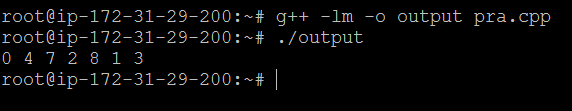 root@ip-172-31-29-200:~# g++ -lm -o output pra.cpp
root@ip-172-31-29-200:~# ./output
0 4 7 2 8 1 3
root@ip-172-31-29-200:~#